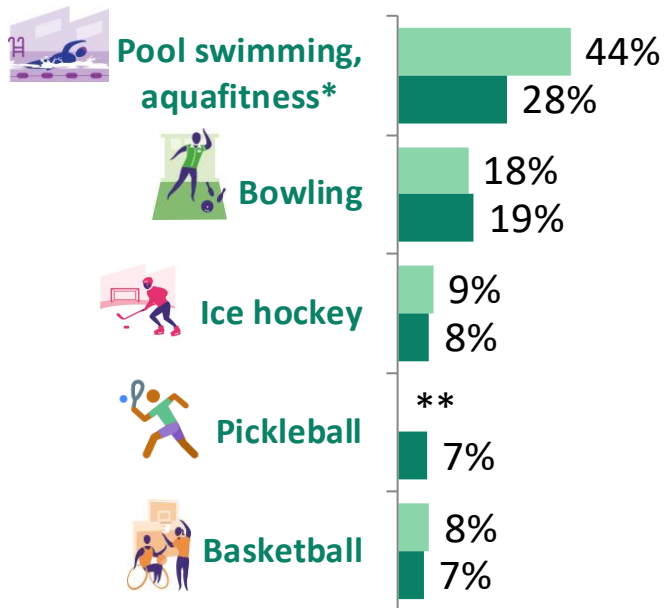 Pool swimming,
aquafitness*
44%
28%
Bowling
18%
19%
Ice hockey
9%
8%
Pickleball
**
7%
Basketball
8%
7%